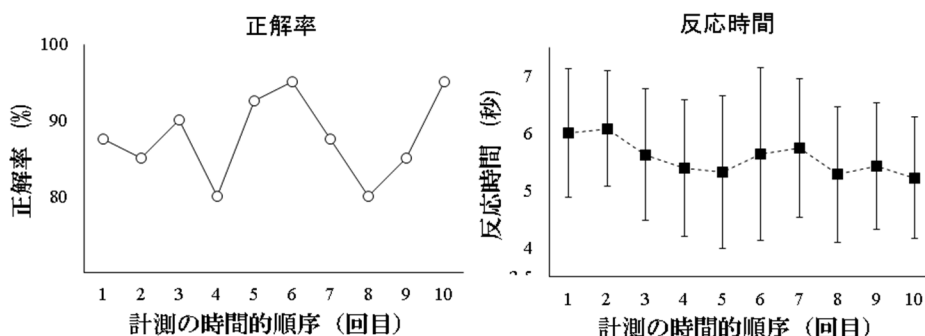 正解率
100
90
80
正解率 (%)
1 2 3 4 5 6 7 8 9 10
計測の時間的順序(回目)
反応時間
7
6
5
4
3.5
反応時間 (秒)
1 2 3 4 5 6 7 8 9 10
計測の時間的順序(回目)